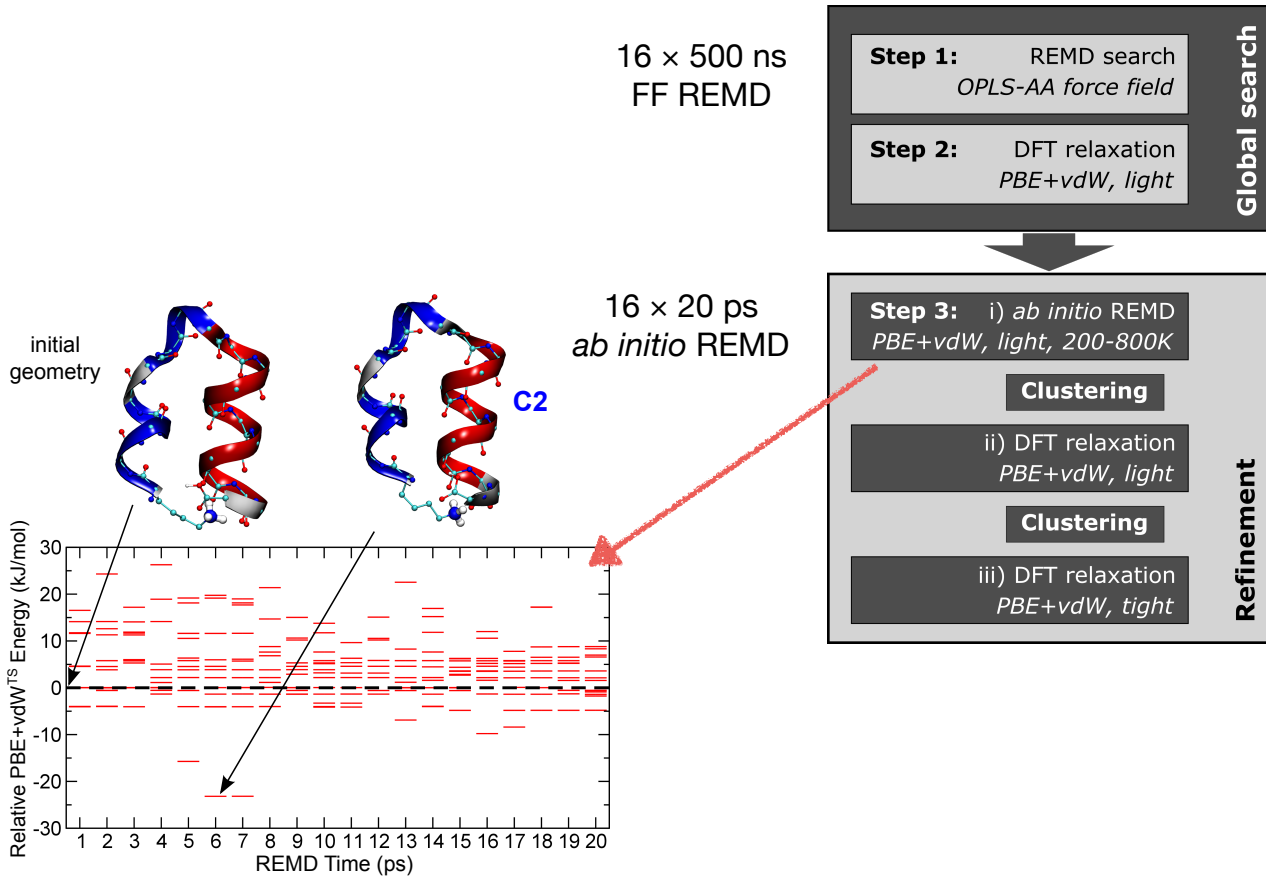 16 × 500 ns
FF REMD
Step 1: REMD search
OPLS-AA force field
Step 2: DFT relaxation
PBE+vdW, light
Global search
16 × 20 ps
ab initio REMD
Step 3: i) ab initio REMD
PBE+vdW, light, 200-800K
Clustering
ii) DFT relaxation
PBE+vdW, light
Clustering
iii) DFT relaxation
PBE+vdW, tight
Refinement
initial
geometry
C2
Relative PBE+vdW^TS Energy (kJ/mol)
30
20
10
0
-10
-20
-30
1 2 3 4 5 6 7 8 9 10 11 12 13 14 15 16 17 18 19 20
REMD Time (ps)